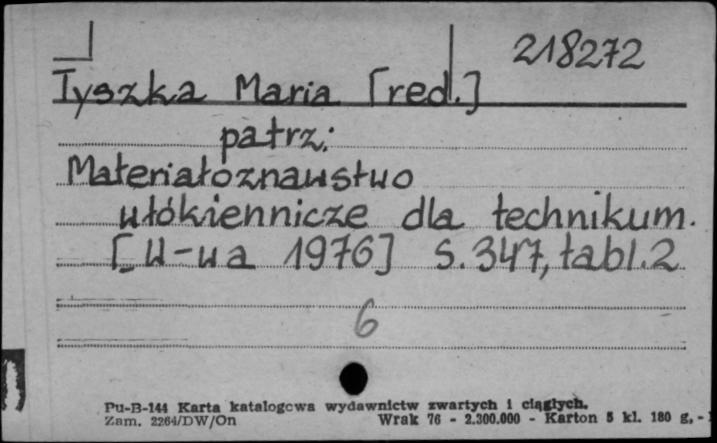 218272
Tyszka Maria [red.]
patrz:
Materiałoznawstwo
włókiennicze dla technikum.
[W-wa 1976] s. 347, tabl. 2
6
Pu-B-144 Karta katalogowa wydawnictw zwartych i ciągłych.
Zam. 2264/DW/On Wrak 76 - 2.300.000 - Karton 5 kl. 180 g, -